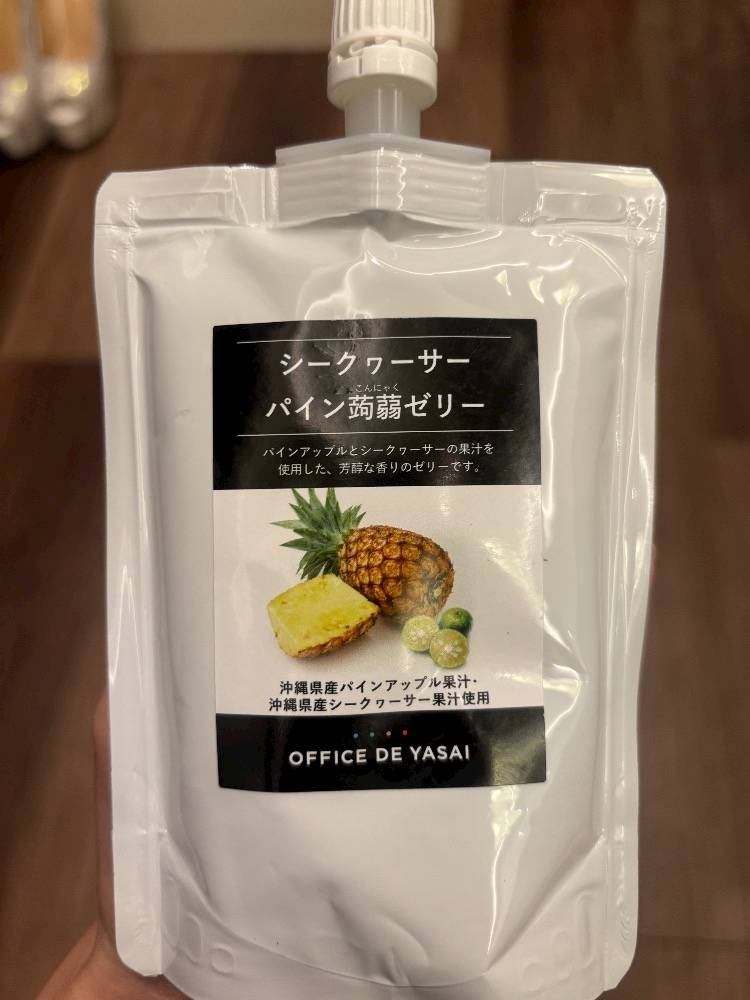 シークヮーサー
こんにゃく
パイン蒟蒻ゼリー
パインアップルとシークヮーサーの果汁を
使用した、芳醇な香りのゼリーです。
沖縄県産パインアップル果汁・
沖縄県産シークヮーサー果汁使用
OFFICE DE YASAI